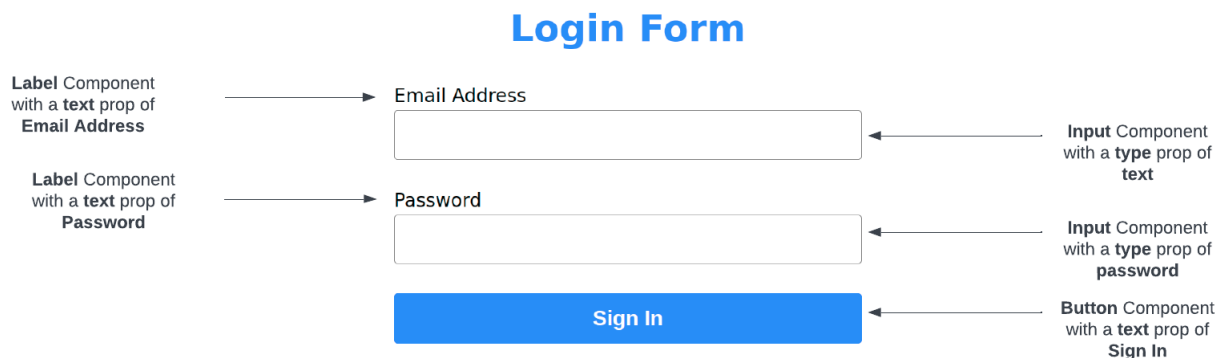 Login Form
Label Component
with a text prop of
Email Address
Email Address
Input Component
with a type prop of
text
Label Component
with a text prop of
Password
Password
Input Component
with a type prop of
password
Sign In
Button Component
with a text prop of
Sign In